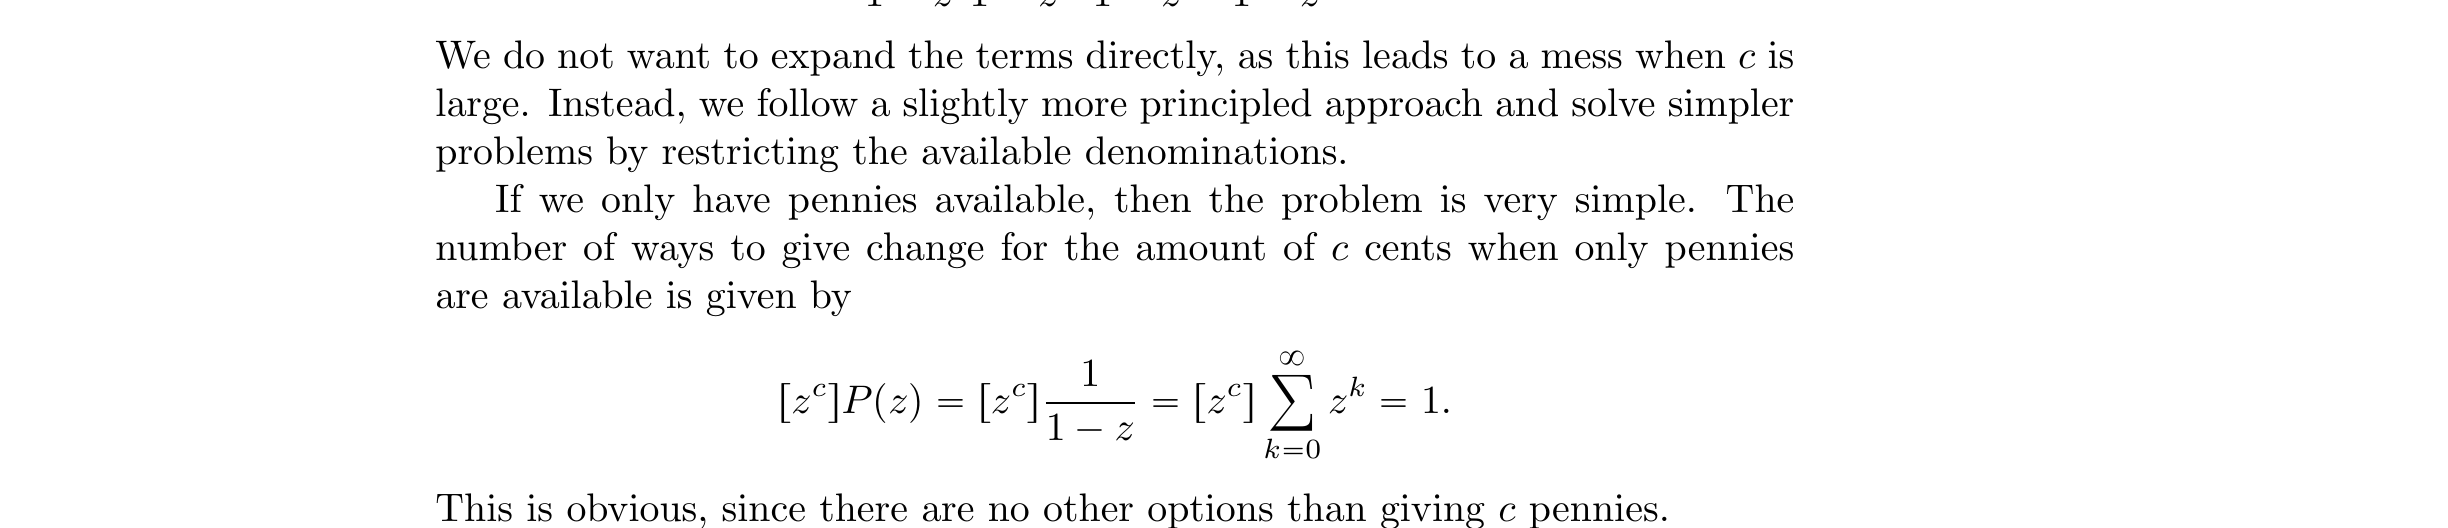 We do not want to expand the terms directly, as this leads to a mess when c is
large. Instead, we follow a slightly more principled approach and solve simpler
problems by restricting the available denominations.
If we only have pennies available, then the problem is very simple. The
number of ways to give change for the amount of c cents when only pennies
are available is given by
[z^c]P(z) = [z^c] \frac{1}{1 − z} = [z^c] \sum_{k=0}^{∞} z^k = 1.
This is obvious, since there are no other options than giving c pennies.